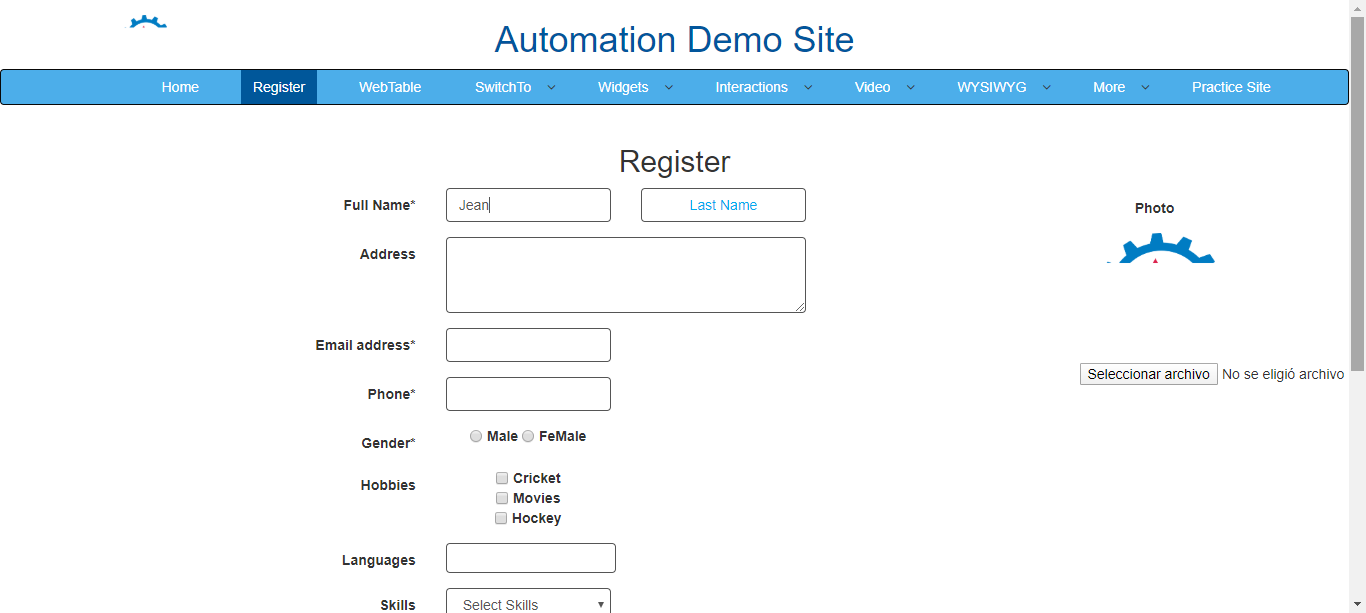 Automation Demo Site
Home Register WebTable SwitchTo Widgets Interactions Video WYSIWYG More Practice Site
Register
Full Name* Jean Last Name
Photo
Address
Email address*
Seleccionar archivo No se eligió archivo
Phone*
Gender* Male FeMale
Hobbies Cricket
Movies
Hockey
Languages
Skills Select Skills